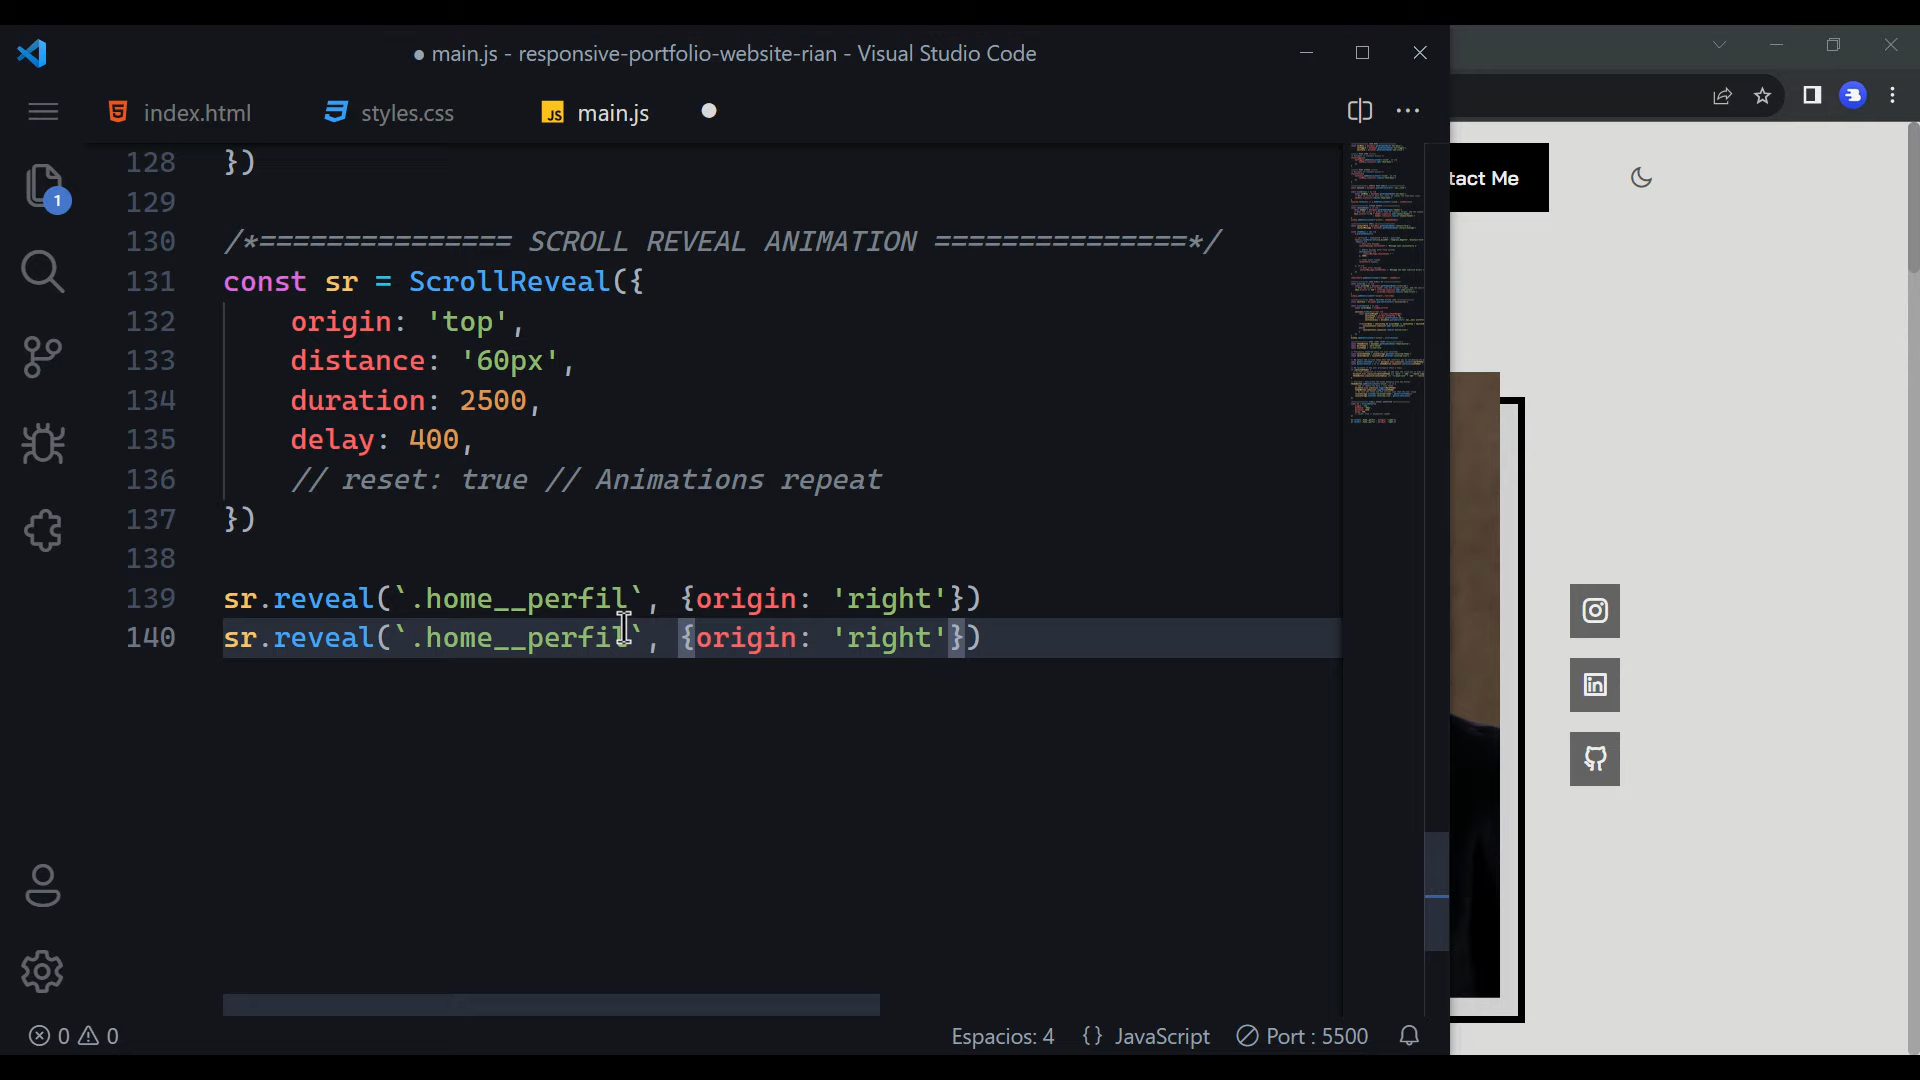 main.js - responsive-portfolio-website-rian - Visual Studio Code
index.html
styles.css
JS main.js
128 })
129
130 /*=============== SCROLL REVEAL ANIMATION ===============*/
131 const sr = ScrollReveal({
132 origin: 'top',
133 distance: '60px',
134 duration: 2500,
135 delay: 400,
136 // reset: true // Animations repeat
137 })
138
139 sr.reveal(`.home__perfil`, {origin: 'right'})
140 sr.reveal(`.home__perfil`, {origin: 'right'})
1
tact Me
in
0 0
Espacios: 4
{} JavaScript
Port : 5500